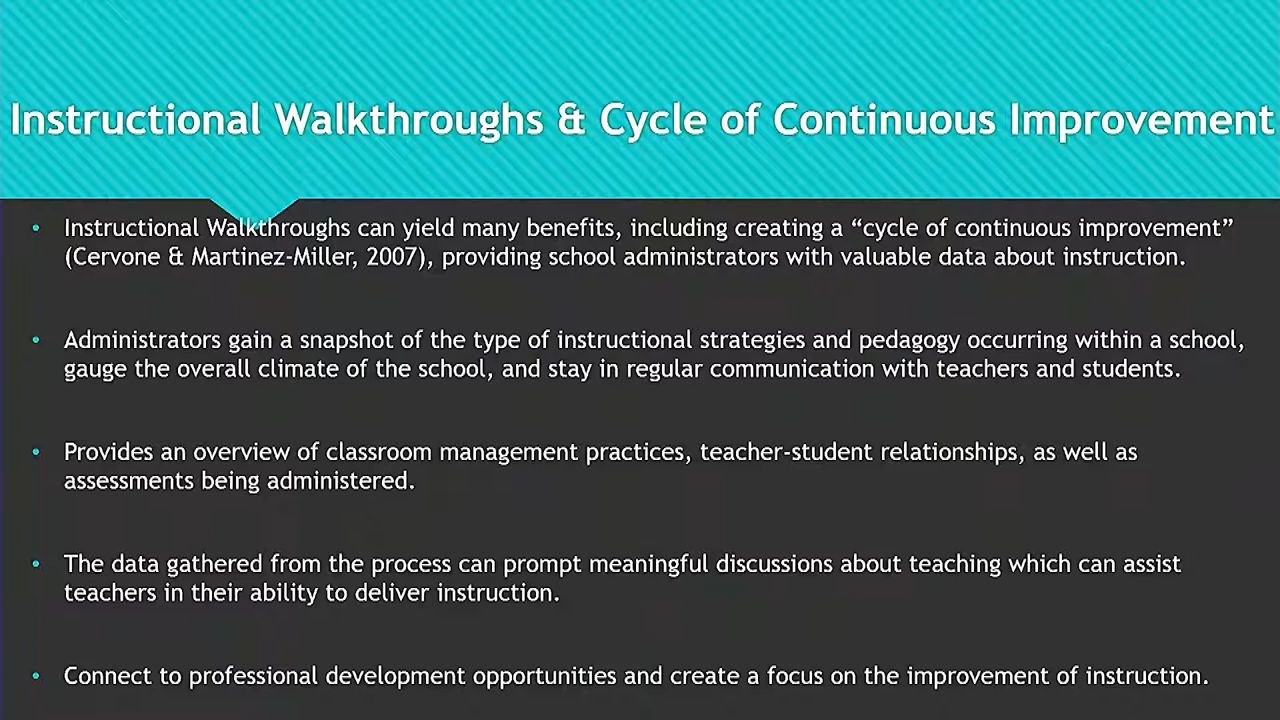 Instructional Walkthroughs & Cycle of Continuous Improvement
• Instructional Walkthroughs can yield many benefits, including creating a “cycle of continuous improvement”
(Cervone & Martinez-Miller, 2007), providing school administrators with valuable data about instruction.
• Administrators gain a snapshot of the type of instructional strategies and pedagogy occurring within a school,
gauge the overall climate of the school, and stay in regular communication with teachers and students.
• Provides an overview of classroom management practices, teacher-student relationships, as well as
assessments being administered.
• The data gathered from the process can prompt meaningful discussions about teaching which can assist
teachers in their ability to deliver instruction.
• Connect to professional development opportunities and create a focus on the improvement of instruction.